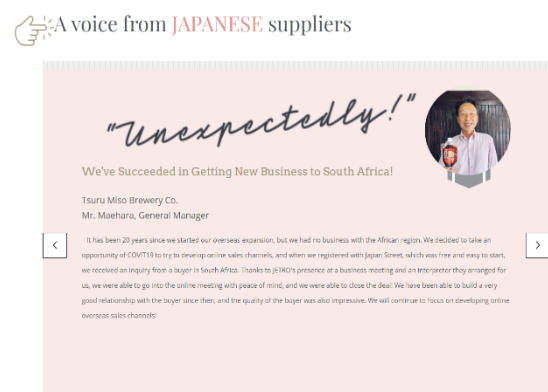 A voice from JAPANESE suppliers
"Unexpectedly!"
We've Succeeded in Getting New Business to South Africa!
Tsuru Miso Brewery Co.
Mr. Maehara, General Manager
It has been 20 years since we started our overseas expansion, but we had no business with the African region. We decided to take an
opportunity of COVIT19 to try to develop online sales channels, and when we registered with Japan Street, which was free and easy to start,
we received an inquiry from a buyer in South Africa. Thanks to JETRO's presence at a business meeting and an interpreter they arranged for
us, we were able to go into the online meeting with peace of mind, and we were able to close the deal! We have been able to build a very
good relationship with the buyer since then, and the quality of the buyer was also impressive. We will continue to focus on developing online
overseas sales channels!